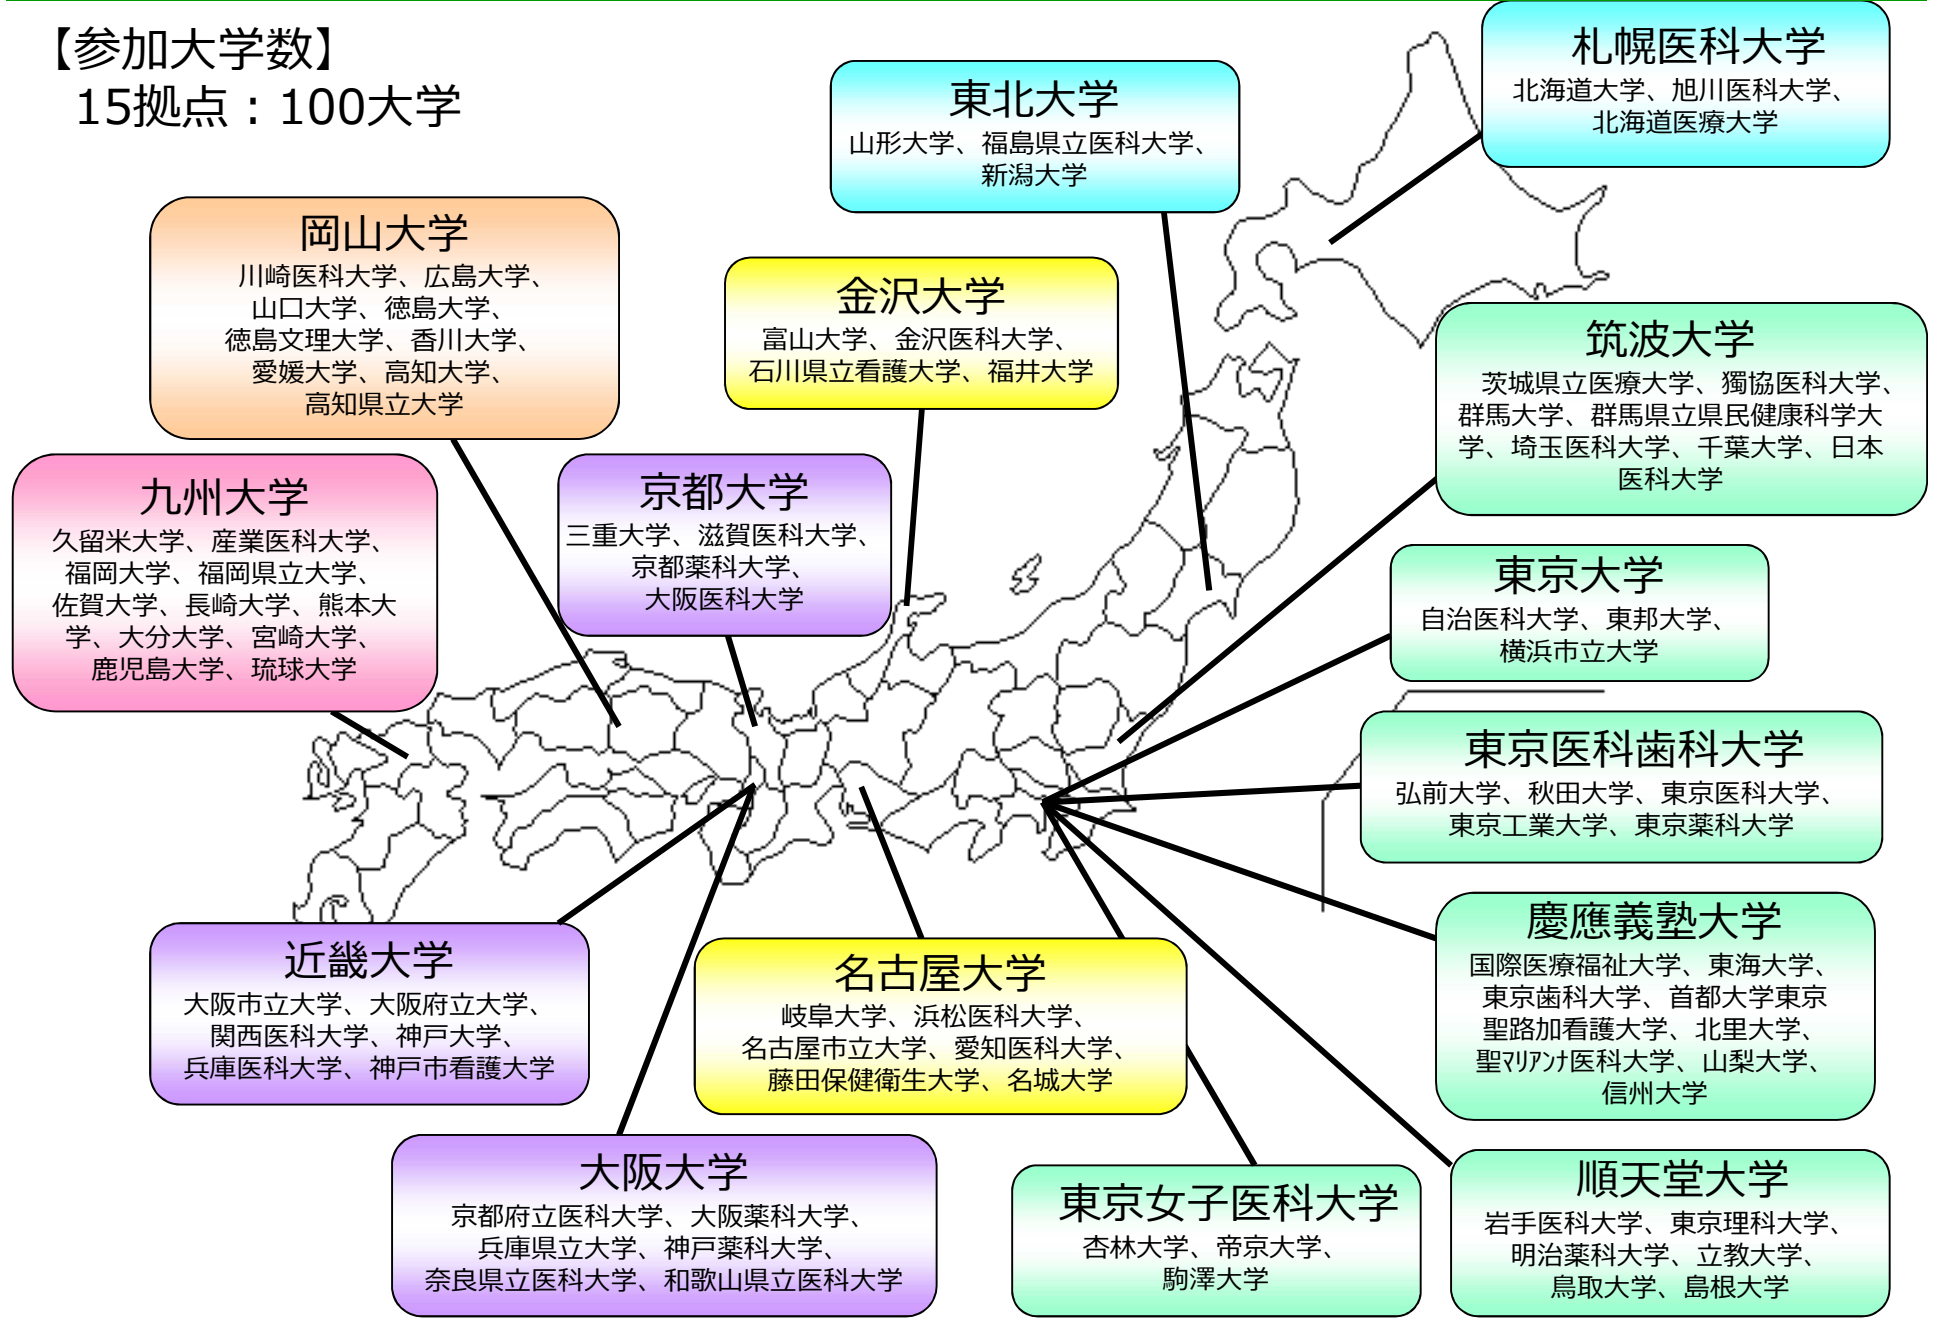 【参加大学数】
15拠点：100大学
札幌医科大学
北海道大学、旭川医科大学、
北海道医療大学
東北大学
山形大学、福島県立医科大学、
新潟大学
岡山大学
川崎医科大学、広島大学、
山口大学、徳島大学、
徳島文理大学、香川大学、
愛媛大学、高知大学、
高知県立大学
金沢大学
富山大学、金沢医科大学、
石川県立看護大学、福井大学
筑波大学
茨城県立医療大学、獨協医科大学、
群馬大学、群馬県立県民健康科学大
学、埼玉医科大学、千葉大学、日本
医科大学
九州大学
久留米大学、産業医科大学、
福岡大学、福岡県立大学、
佐賀大学、長崎大学、熊本大
学、大分大学、宮崎大学、
鹿児島大学、琉球大学
京都大学
三重大学、滋賀医科大学、
京都薬科大学、
大阪医科大学
東京大学
自治医科大学、東邦大学、
横浜市立大学
東京医科歯科大学
弘前大学、秋田大学、東京医科大学、
東京工業大学、東京薬科大学
慶應義塾大学
国際医療福祉大学、東海大学、
東京歯科大学、首都大学東京
聖路加看護大学、北里大学、
聖ﾏﾘｱﾝﾅ医科大学、山梨大学、
信州大学
近畿大学
大阪市立大学、大阪府立大学、
関西医科大学、神戸大学、
兵庫医科大学、神戸市看護大学
名古屋大学
岐阜大学、浜松医科大学、
名古屋市立大学、愛知医科大学、
藤田保健衛生大学、名城大学
大阪大学
京都府立医科大学、大阪薬科大学、
兵庫県立大学、神戸薬科大学、
奈良県立医科大学、和歌山県立医科大学
東京女子医科大学
杏林大学、帝京大学、
駒澤大学
順天堂大学
岩手医科大学、東京理科大学、
明治薬科大学、立教大学、
鳥取大学、島根大学